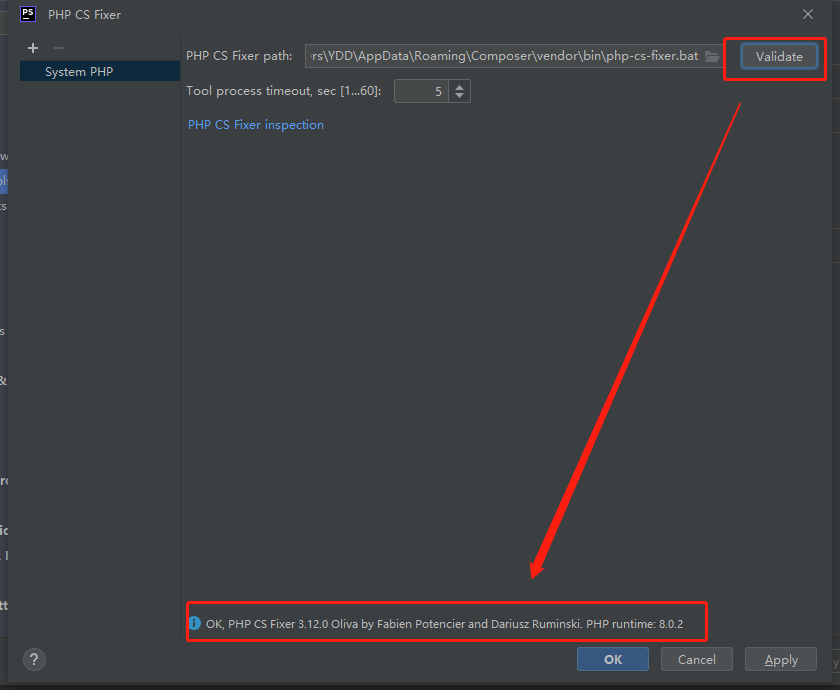 PS PHP CS Fixer
System PHP
PHP CS Fixer path: rs\YDD\AppData\Roaming\Composer\vendor\bin\php-cs-fixer.bat Validate
Tool process timeout, sec [1...60]: 5
PHP CS Fixer inspection
OK, PHP CS Fixer 3.12.0 Oliva by Fabien Potencier and Dariusz Ruminski. PHP runtime: 8.0.2
? OK Cancel Apply